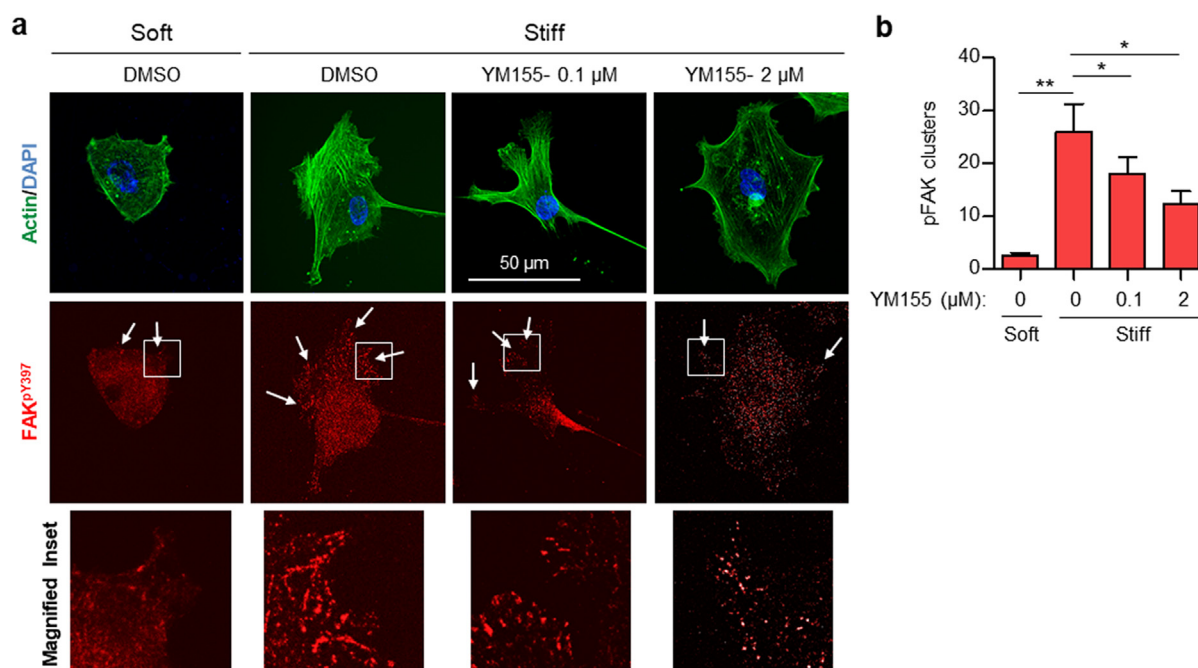 a
Soft Stiff
DMSO DMSO YM155- 0.1 µM YM155- 2 µM
Actin/DAPI
50 µm
FAKpY397
Magnified Inset
b
pFAK clusters
40
30
20
10
0
*
** *
YM155 (µM): 0 0 0.1 2
Soft Stiff